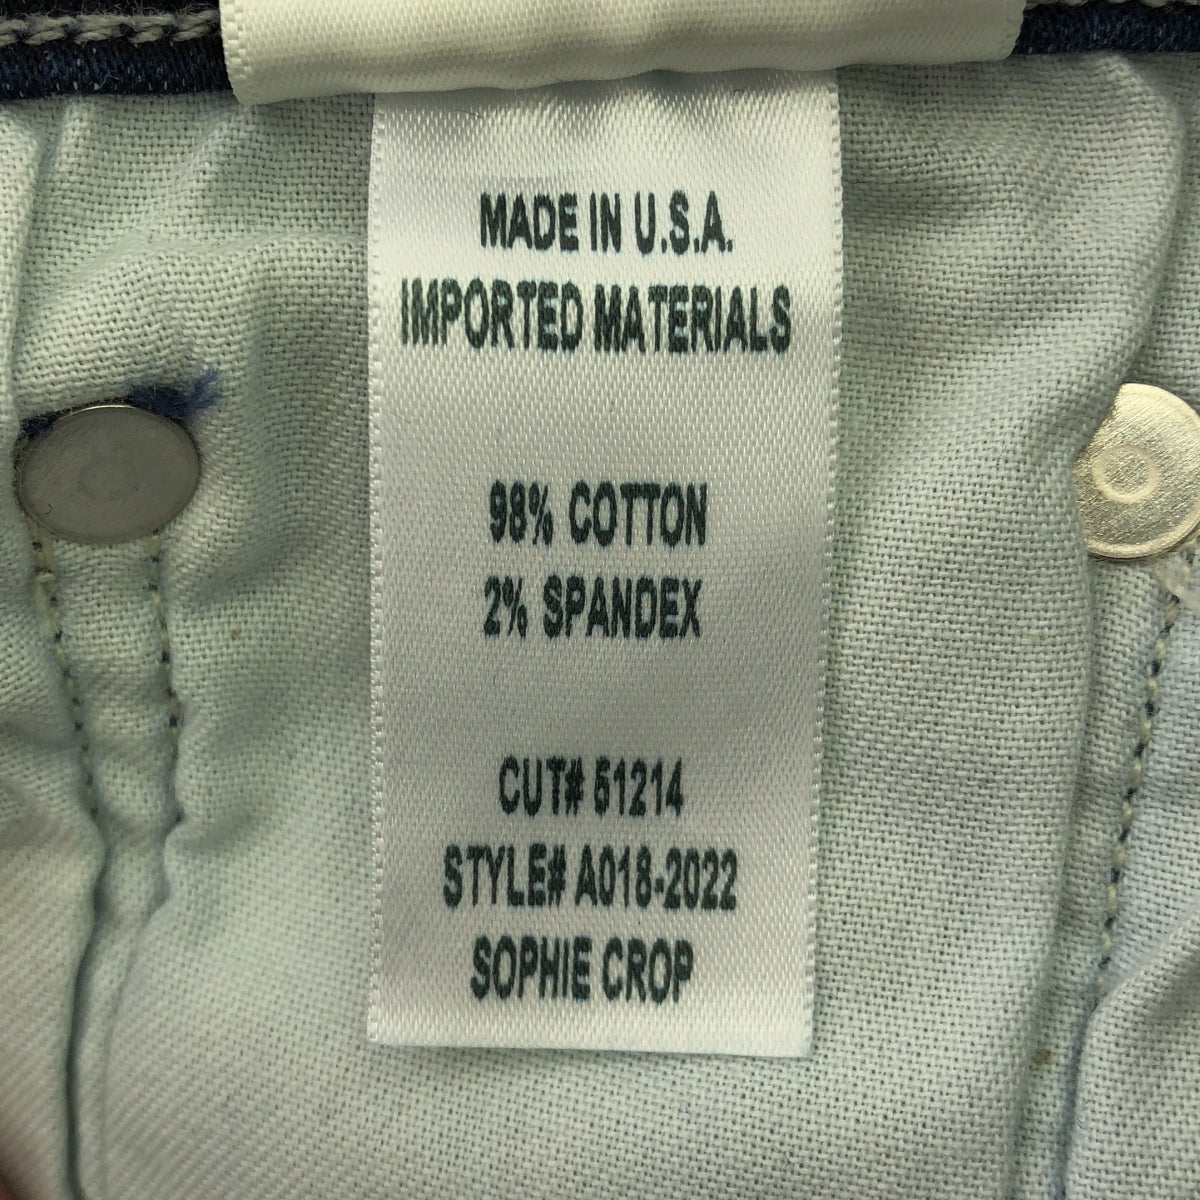 MADE IN U.S.A.
IMPORTED MATERIALS
98% COTTON
2% SPANDEX
CUT# 51214
STYLE# A018-2022
SOPHIE CROP